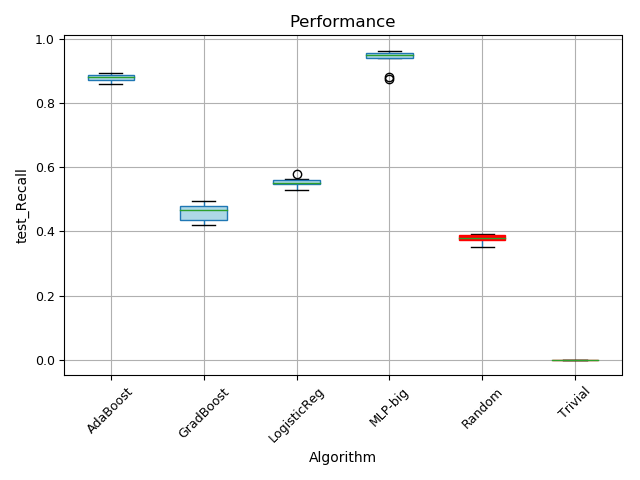 Performance
1.0
0.8
0.6
0.4
0.2
0.0
test_Recall
AdaBoost
GradBoost
LogisticReg
MLP-big
Random
Trivial
Algorithm